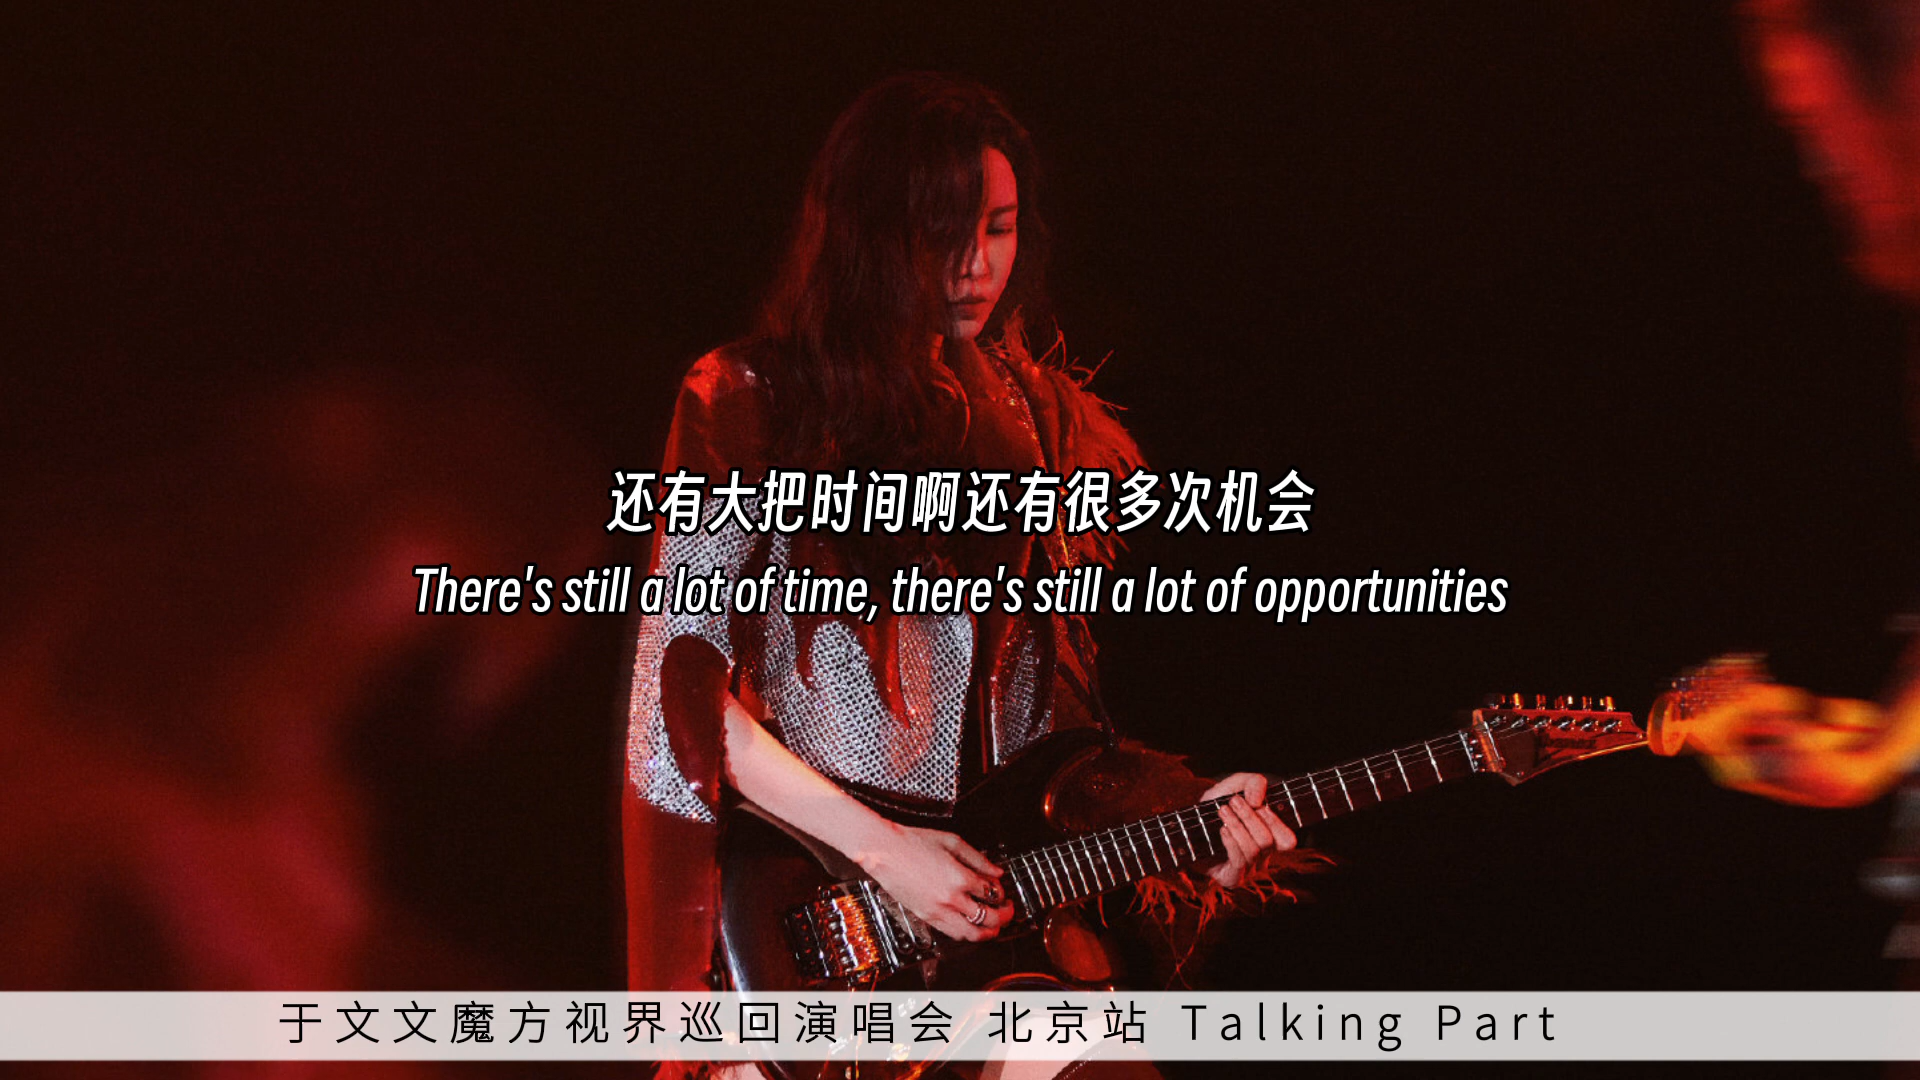 还有大把时间啊还有很多次机会
There's still a lot of time, there's still a lot of opportunities
于文文魔方视界巡回演唱会 北京站 Talking Part